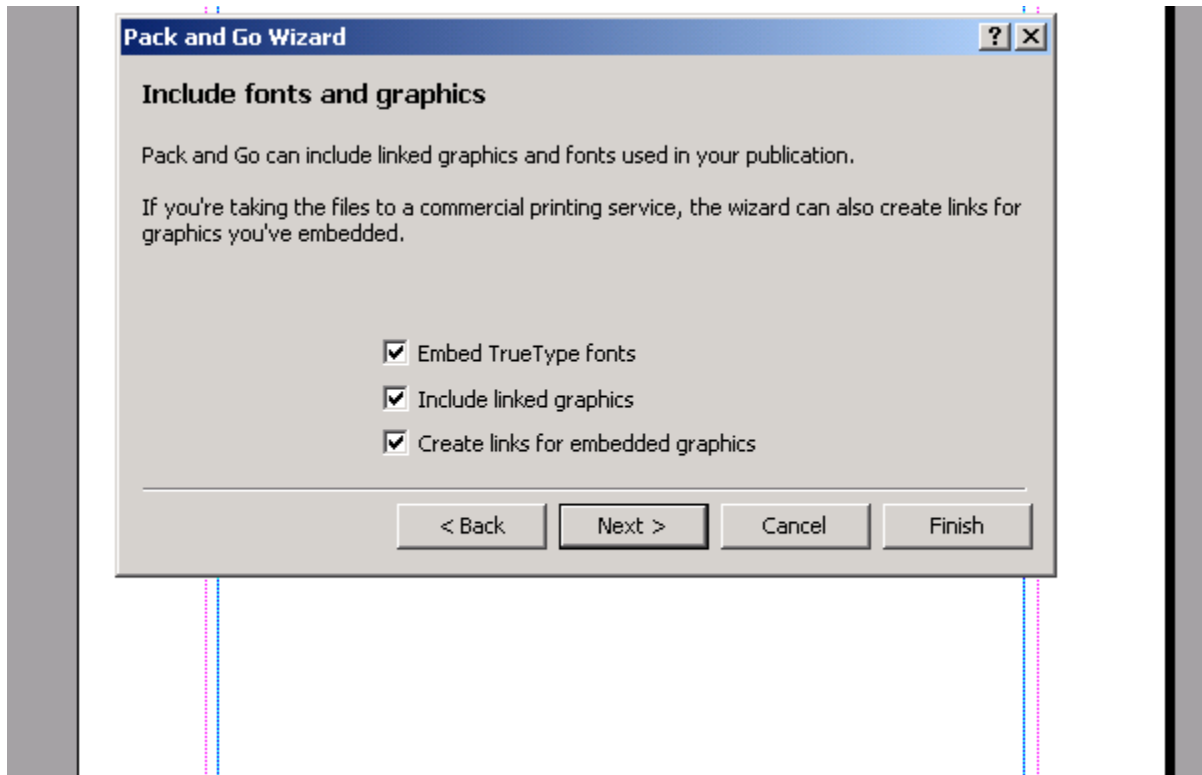 Pack and Go Wizard
Include fonts and graphics
Pack and Go can include linked graphics and fonts used in your publication.
If you're taking the files to a commercial printing service, the wizard can also create links for
graphics you've embedded.
Embed TrueType fonts
Include linked graphics
Create links for embedded graphics
< Back Next > Cancel Finish